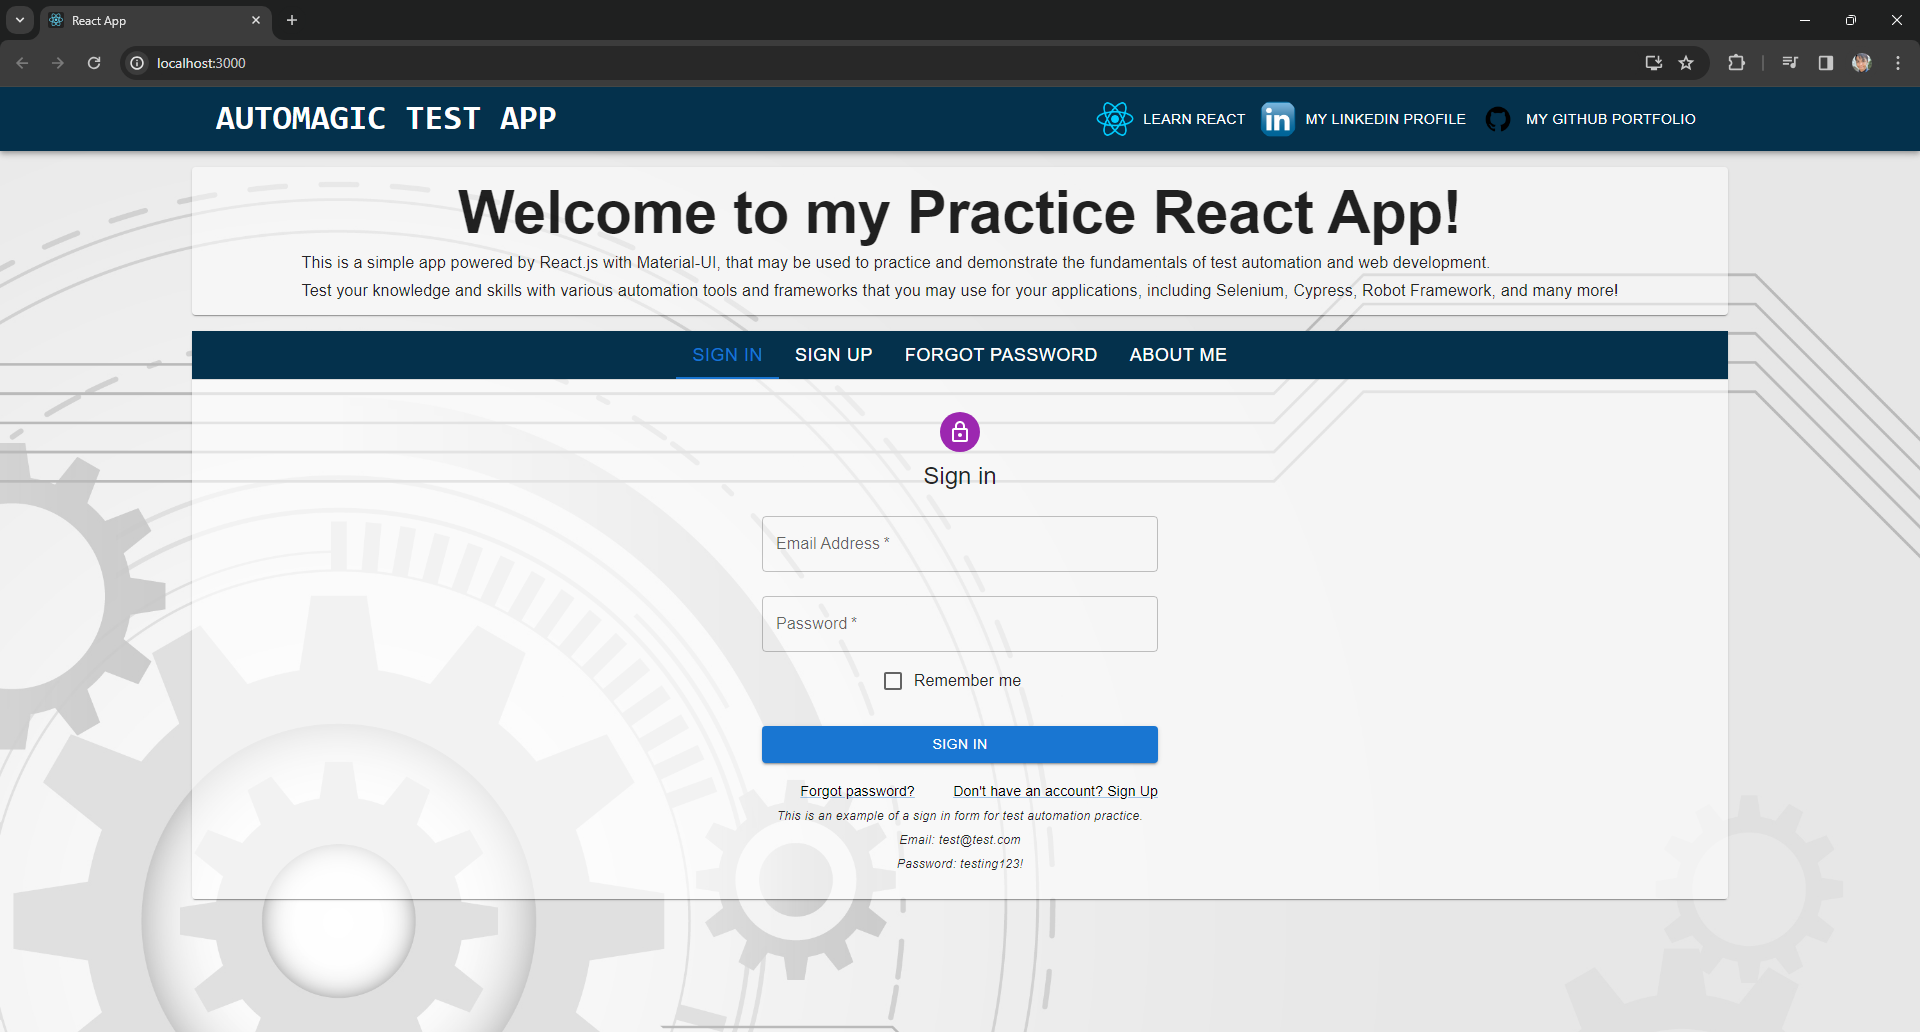 React App
localhost:3000
AUTOMAGIC TEST APP
LEARN REACT
in
MY LINKEDIN PROFILE
MY GITHUB PORTFOLIO
Welcome to my Practice React App!
This is a simple app powered by React.js with Material-UI, that may be used to practice and demonstrate the fundamentals of test automation and web development.
Test your knowledge and skills with various automation tools and frameworks that you may use for your applications, including Selenium, Cypress, Robot Framework, and many more!
SIGN IN SIGN UP FORGOT PASSWORD ABOUT ME
Sign in
Email Address *
Password *
Remember me
SIGN IN
Forgot password? Don't have an account? Sign Up
This is an example of a sign in form for test automation practice.
Email: test@test.com
Password: testing123!